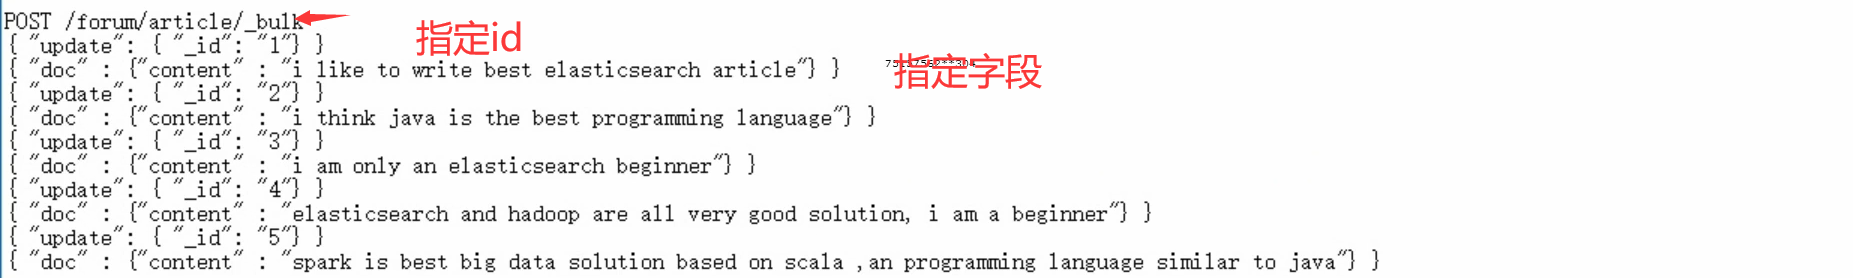 POST /forum/article/_bulk
指定id
{ "update": { "_id": "1"} }
{ "doc" : {"content" : "i like to write best elasticsearch article"} }
指定字段
{ "update": { "_id": "2"} }
{ "doc" : {"content" : "i think java is the best programming language"} }
{ "update": { "_id": "3"} }
{ "doc" : {"content" : "i am only an elasticsearch beginner"} }
{ "update": { "_id": "4"} }
{ "doc" : {"content" : "elasticsearch and hadoop are all very good solution, i am a beginner"} }
{ "update": { "_id": "5"} }
{ "doc" : {"content" : "spark is best big data solution based on scala ,an programming language similar to java"} }